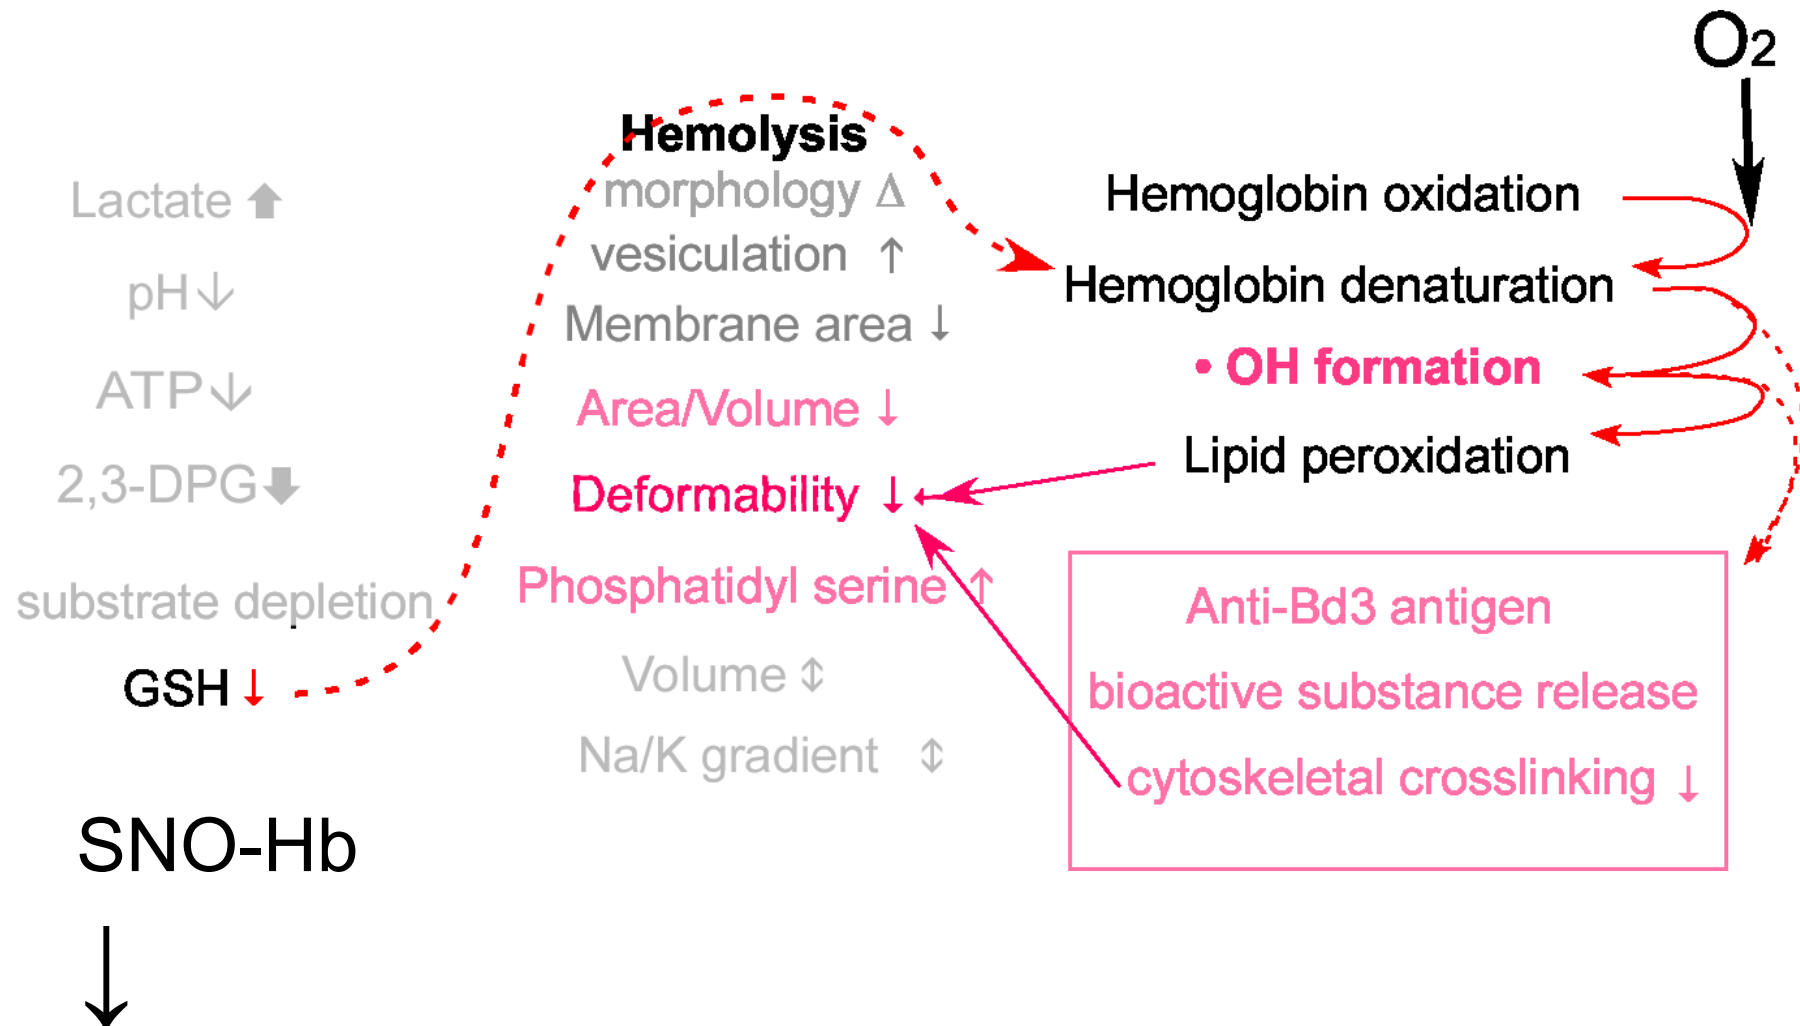 O2
Hemolysis
morphology Δ
vesiculation ↑
Membrane area ↓
Area/Volume ↓
Deformability ↓
Phosphatidyl serine ↑
Volume ⇕
Na/K gradient ⇕
Lactate ⬆
pH ↓
ATP ↓
2,3-DPG ⬇
substrate depletion
GSH ↓
SNO-Hb
↓
Hemoglobin oxidation
Hemoglobin denaturation
• OH formation
Lipid peroxidation
Anti-Bd3 antigen
bioactive substance release
cytoskeletal crosslinking ↓